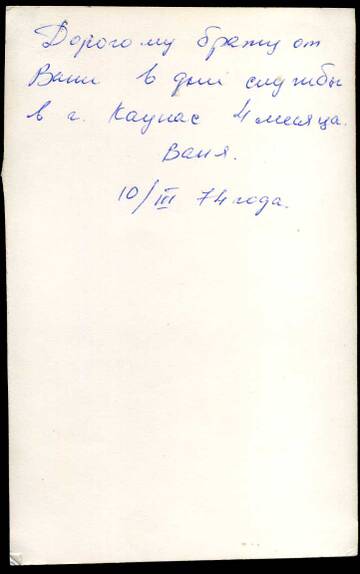 Дорогому брату от
Вани в дни службы
в г. Каунас 4 месяца.
Ваня.
10/III 74 года.